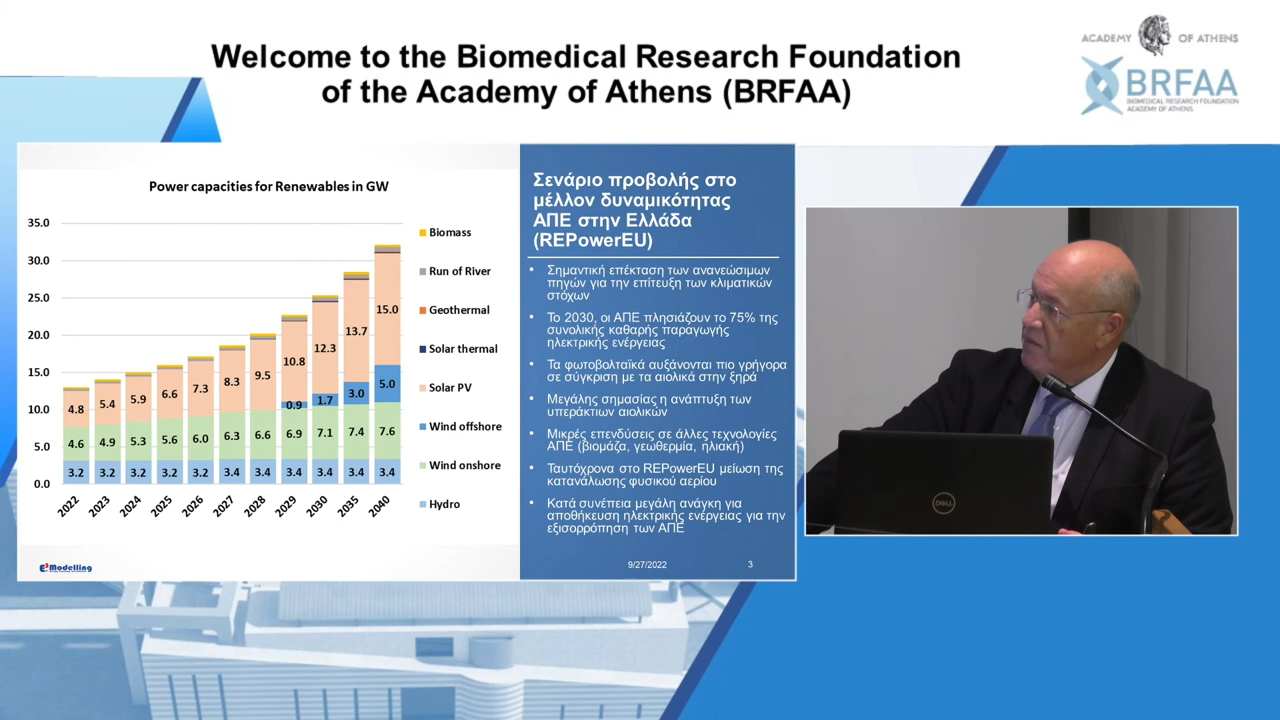 Welcome to the Biomedical Research Foundation
of the Academy of Athens (BRFAA)
ACADEMY OF ATHENS
BRFAA
BIOMEDICAL RESEARCH FOUNDATION
ACADEMY OF ATHENS
Power capacities for Renewables in GW
35.0
30.0
25.0
20.0
15.0
10.0
5.0
0.0
4.8 5.4 5.9 6.6 7.3 8.3 9.5 10.8 12.3 13.7 15.0
0.9 1.7 3.0 5.0
4.6 4.9 5.3 5.6 6.0 6.3 6.6 6.9 7.1 7.4 7.6
3.2 3.2 3.2 3.2 3.2 3.4 3.4 3.4 3.4 3.4 3.4
2022 2023 2024 2025 2026 2027 2028 2029 2030 2035 2040
Biomass
Run of River
Geothermal
Solar thermal
Solar PV
Wind offshore
Wind onshore
Hydro
Modelling
Σενάριο προβολής στο
μέλλον δυναμικότητας
ΑΠΕ στην Ελλάδα
(REPowerEU)
• Σημαντική επέκταση των ανανεώσιμων
πηγών για την επίτευξη των κλιματικών
στόχων
• Το 2030, οι ΑΠΕ πλησιάζουν το 75% της
συνολικής καθαρής παραγωγής
ηλεκτρικής ενέργειας
• Τα φωτοβολταϊκά αυξάνονται πιο γρήγορα
σε σύγκριση με τα αιολικά στην ξηρά
• Μεγάλης σημασίας η ανάπτυξη των
υπεράκτιων αιολικών
• Μικρές επενδύσεις σε άλλες τεχνολογίες
ΑΠΕ (βιομάζα, γεωθερμία, ηλιακή)
• Ταυτόχρονα στο REPowerEU μείωση της
κατανάλωσης φυσικού αερίου
• Κατά συνέπεια μεγάλη ανάγκη για
αποθήκευση ηλεκτρικής ενέργειας για την
εξισορρόπηση των ΑΠΕ
9/27/2022 3
DELL